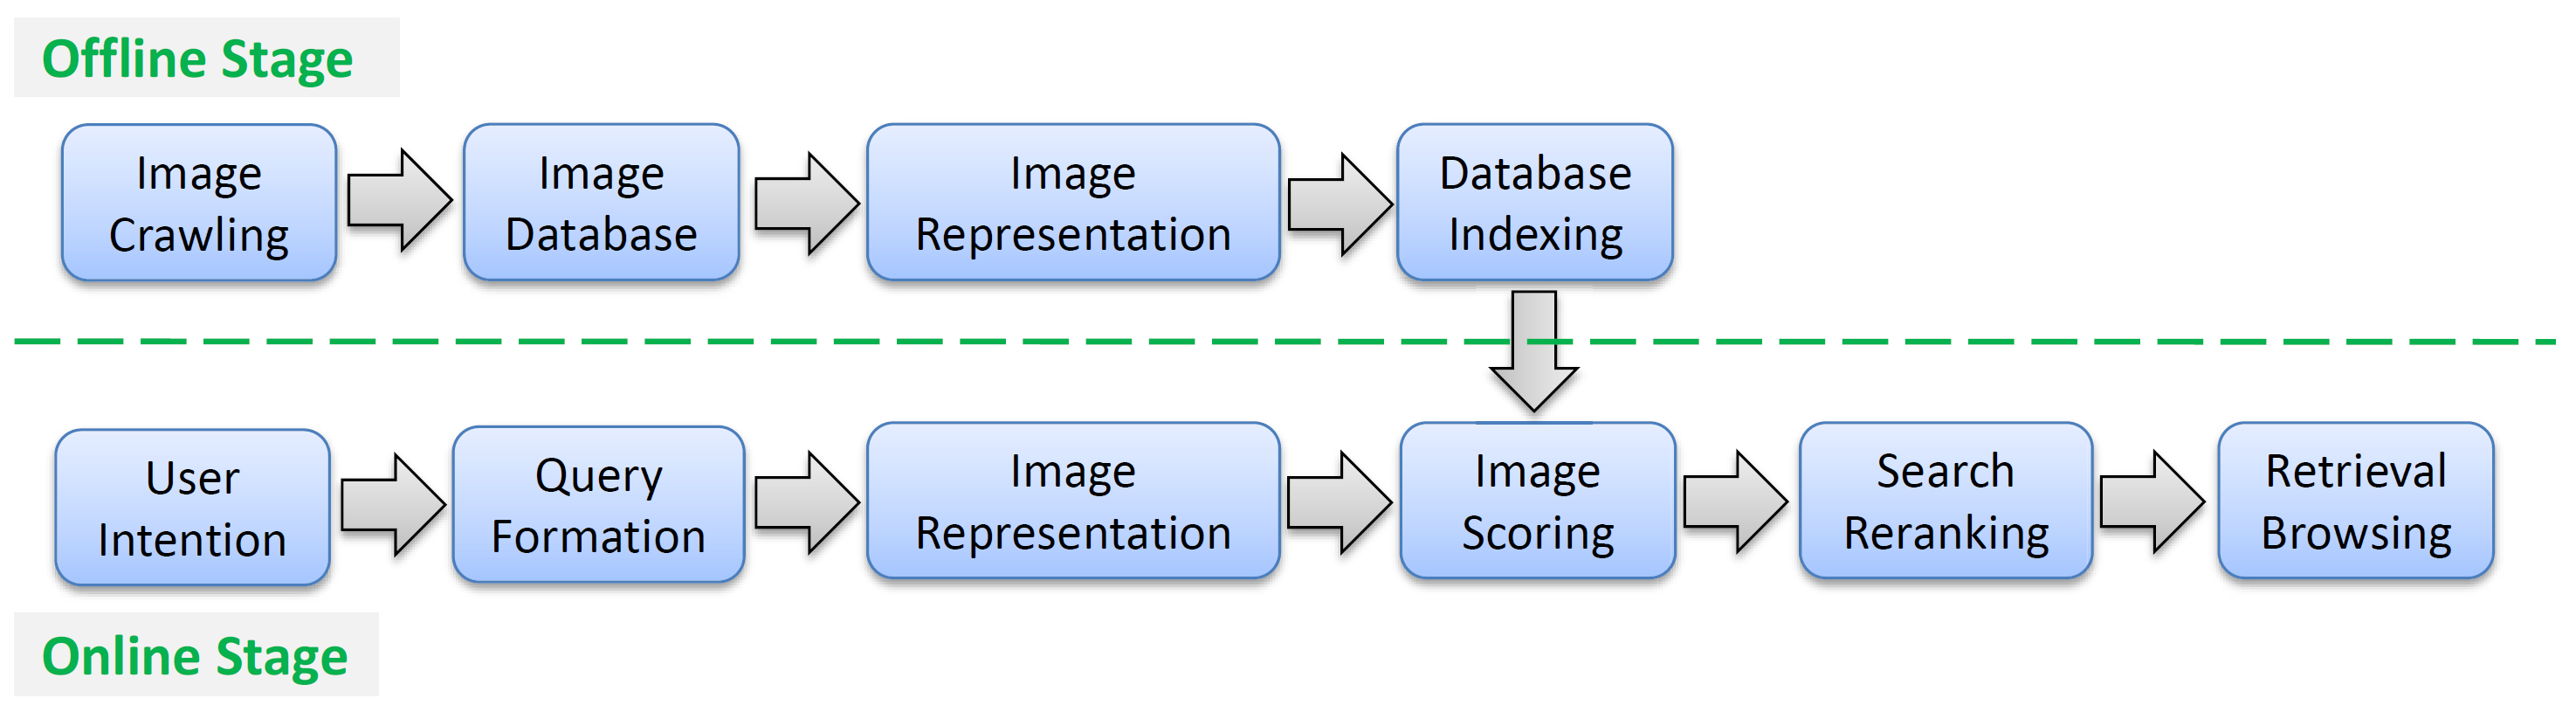 Offline Stage
Image
Crawling
Image
Database
Image
Representation
Database
Indexing
User
Intention
Query
Formation
Image
Representation
Image
Scoring
Search
Reranking
Retrieval
Browsing
Online Stage